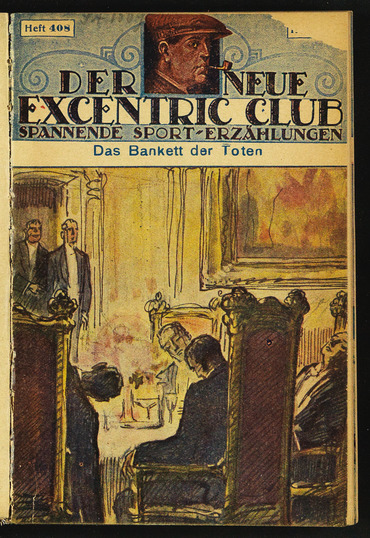 Heft 408
DER NEUE
EXCENTRIC CLUB
SPANNENDE SPORT-ERZÄHLUNGEN
Das Bankett der Toten